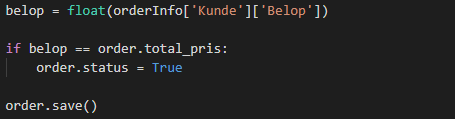 belop = float(orderInfo['Kunde']['Belop'])
if belop == order.total_pris:
order.status = True
order.save()